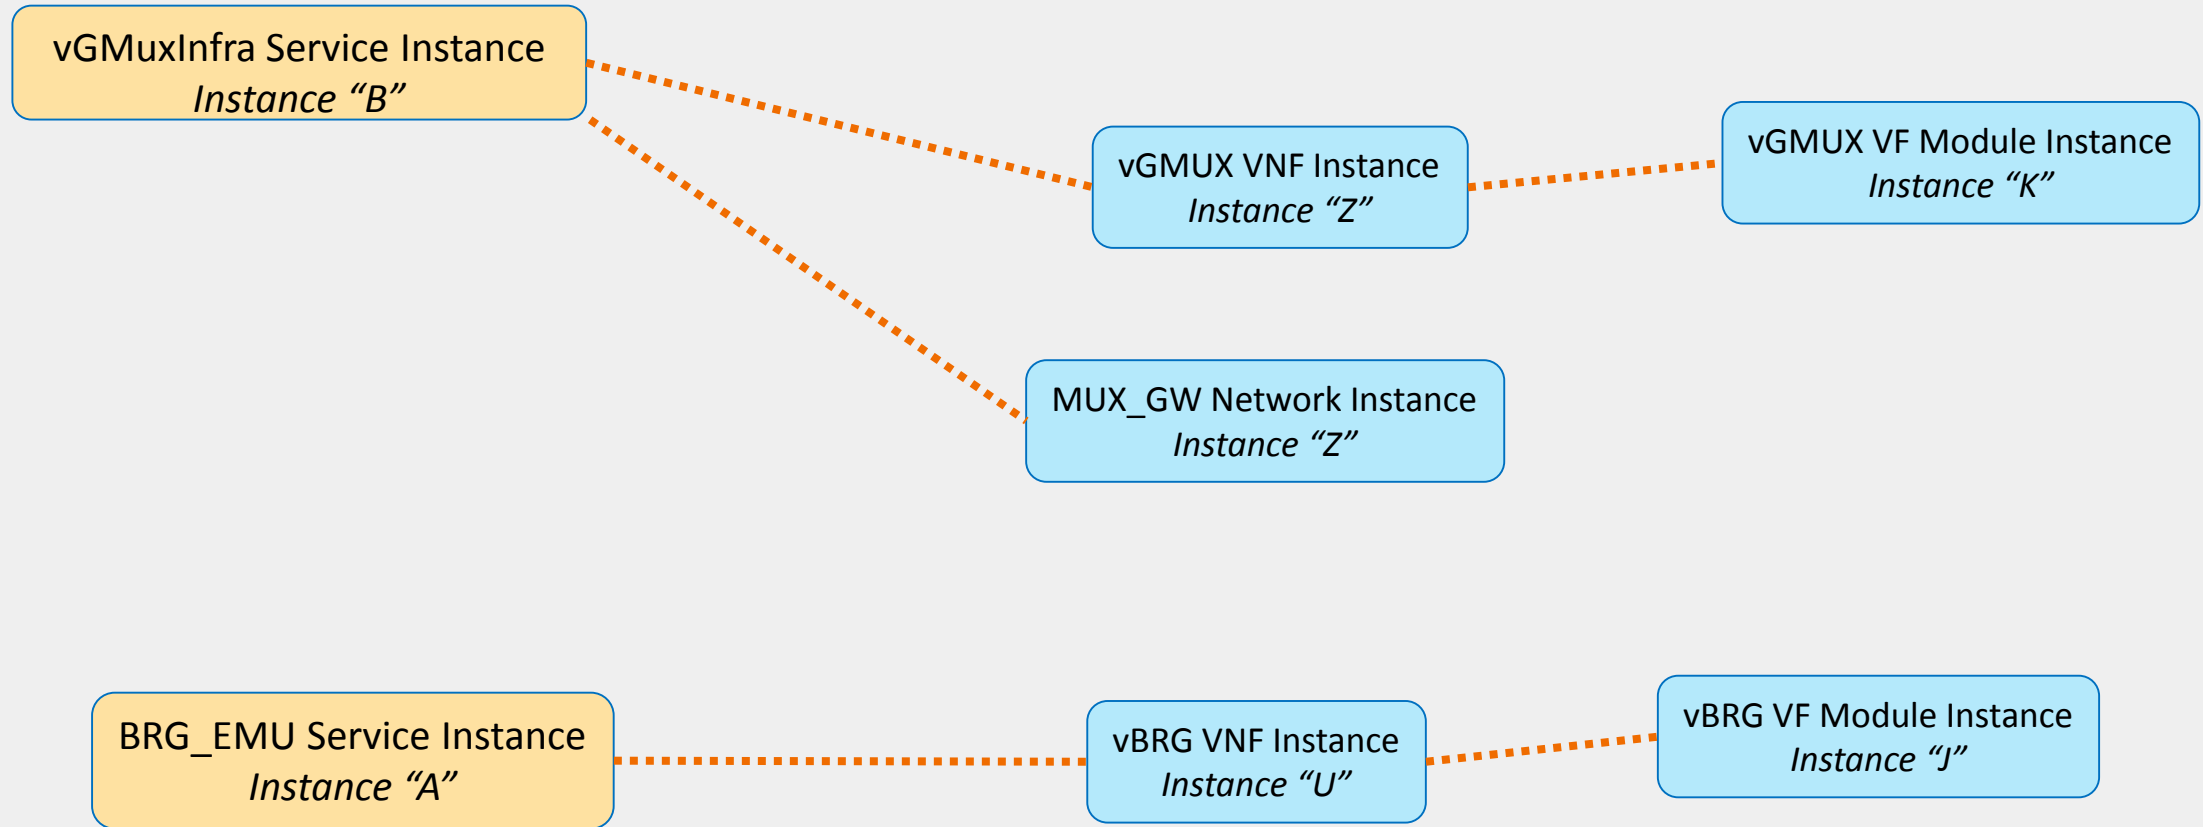 vGMuxInfra Service Instance
Instance “B”
vGMUX VNF Instance
Instance “Z”
vGMUX VF Module Instance
Instance “K”
MUX_GW Network Instance
Instance “Z”
BRG_EMU Service Instance
Instance “A”
vBRG VNF Instance
Instance “U”
vBRG VF Module Instance
Instance “J”